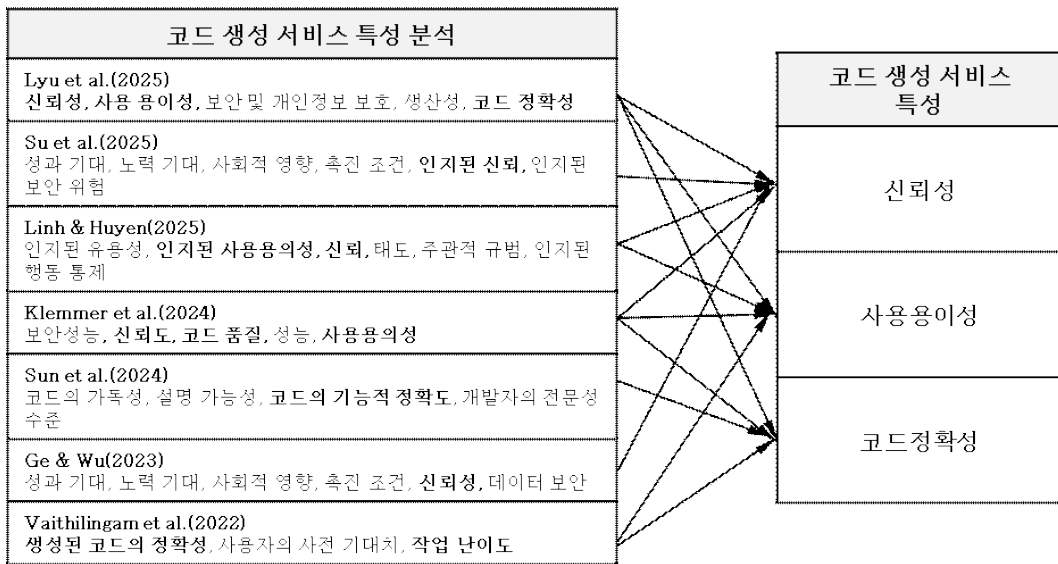 코드 생성 서비스 특성 분석
Lyu et al.(2025)
신뢰성, 사용 용이성, 보안 및 개인정보 보호, 생산성, 코드 정확성
Su et al.(2025)
성과 기대, 노력 기대, 사회적 영향, 촉진 조건, 인지된 신뢰, 인지된
보안 위험
Linh & Huyen(2025)
인지된 유용성, 인지된 사용용의성, 신뢰, 태도, 주관적 규범, 인지된
행동 통제
Klemmer et al.(2024)
보안성능, 신뢰도, 코드 품질, 성능, 사용용의성
Sun et al.(2024)
코드의 가독성, 설명 가능성, 코드의 기능적 정확도, 개발자의 전문성
수준
Ge & Wu(2023)
성과 기대, 노력 기대, 사회적 영향, 촉진 조건, 신뢰성, 데이터 보안
Vaithilingam et al.(2022)
생성된 코드의 정확성, 사용자의 사전 기대치, 작업 난이도
코드 생성 서비스
특성
신뢰성
사용용이성
코드정확성